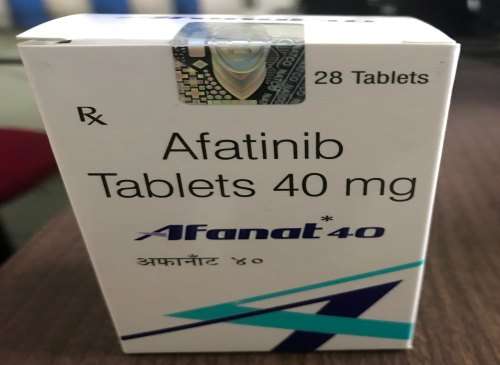 28 Tablets
Rx
Afatinib
Tablets 40 mg
Afanat* 40
अफानॅट ४०